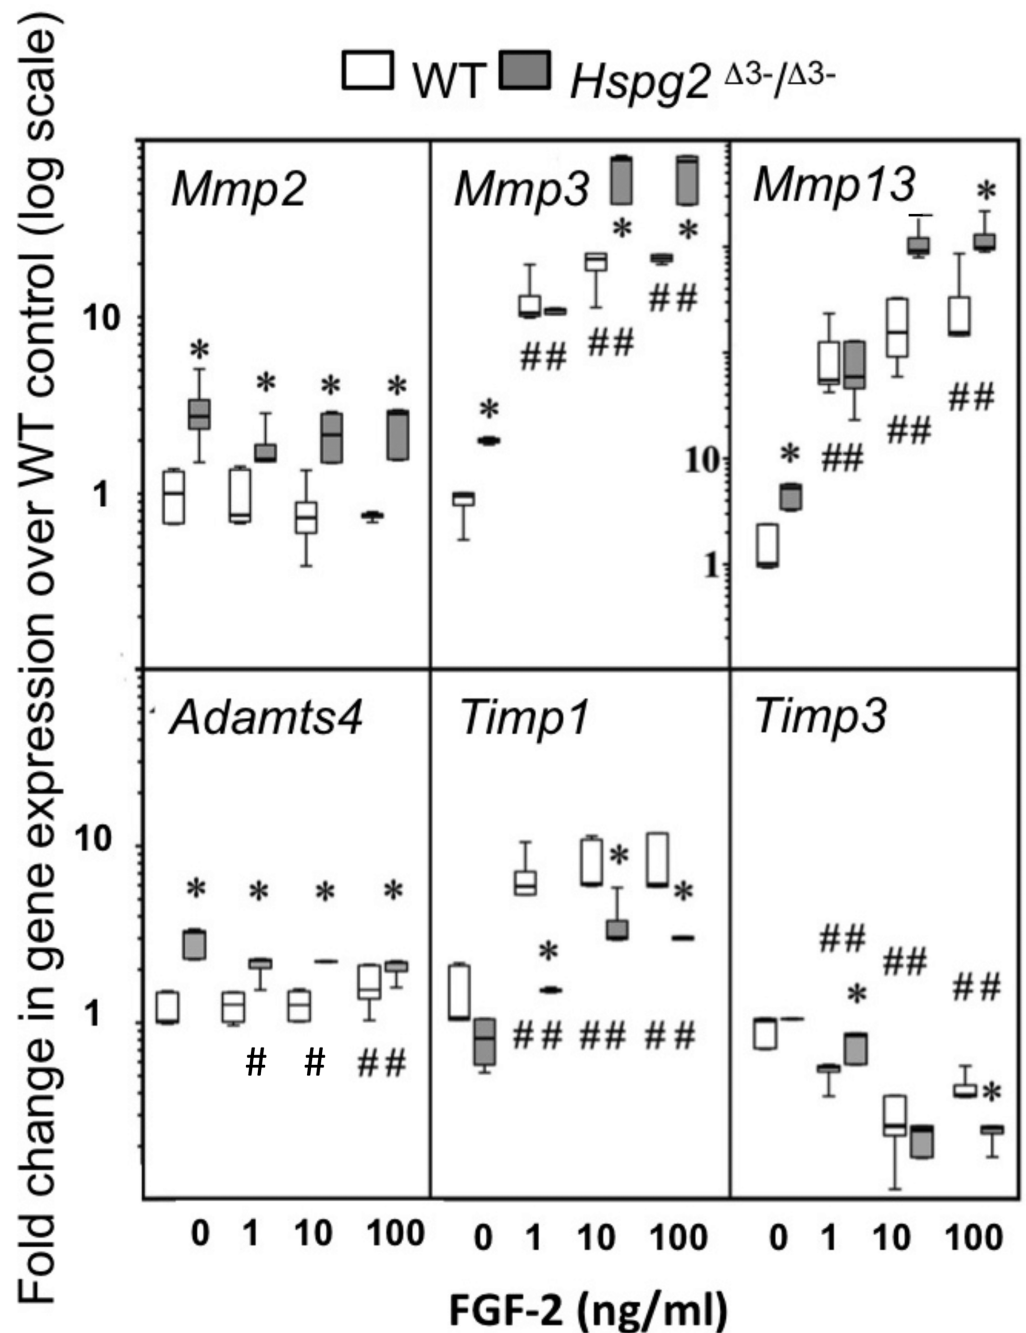 Fold change in gene expression over WT control (log scale)
WT Hspg2 Δ3-/Δ3-
Mmp2 Mmp3 Mmp13
* *
* *
10
* * * *
# #
# #
# #
*
# #
# #
##
10
*
1
1
Adamts4 Timp1 Timp3
10
* * * *
* *
*
# #
# #
# #
*
*
1
# # ##
## ## ##
0 1 10 100 0 1 10 100 0 1 10 100
FGF-2 (ng/ml)